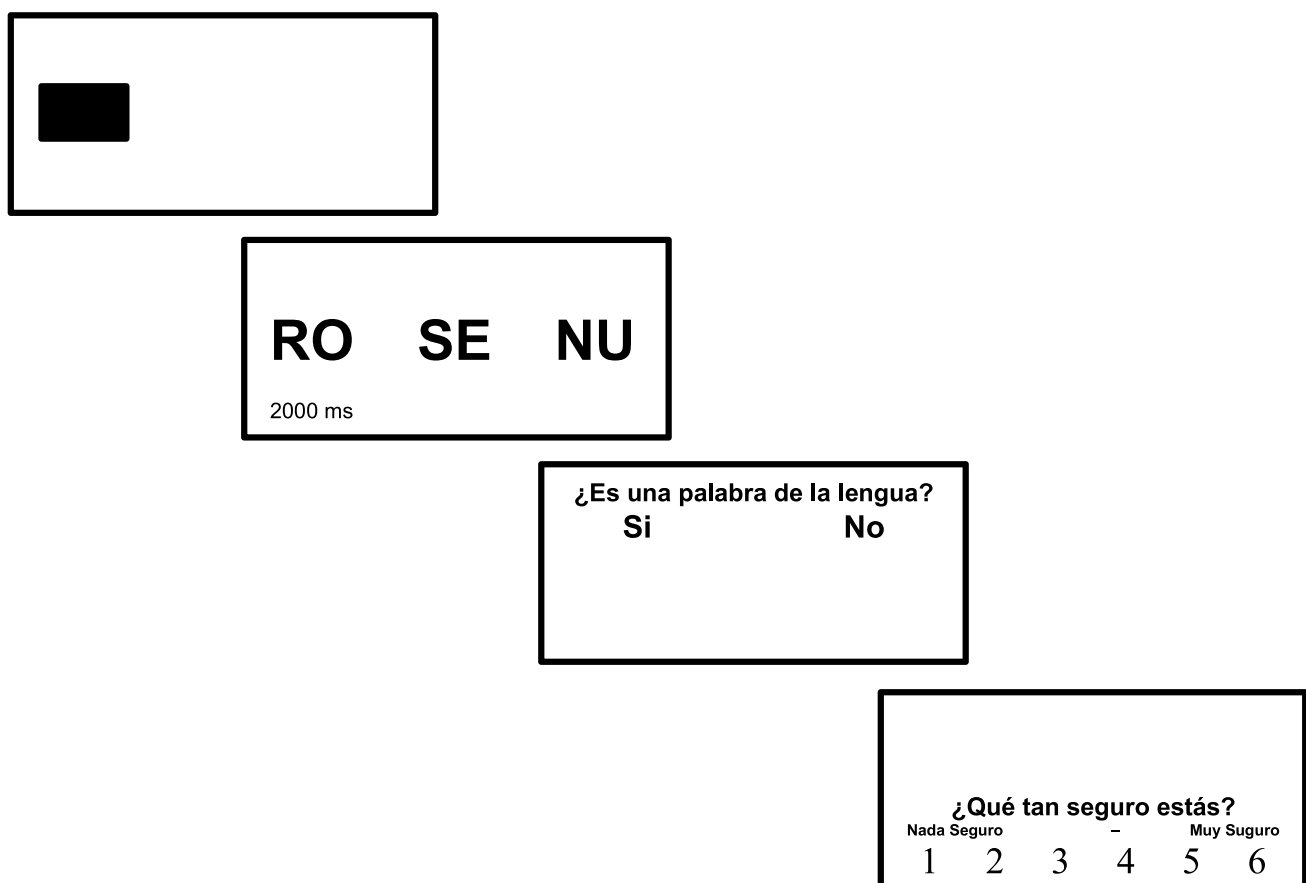 RO SE NU
2000 ms
¿Es una palabra de la lengua?
Si No
¿Qué tan seguro estás?
Nada Seguro – Muy Suguro
1 2 3 4 5 6